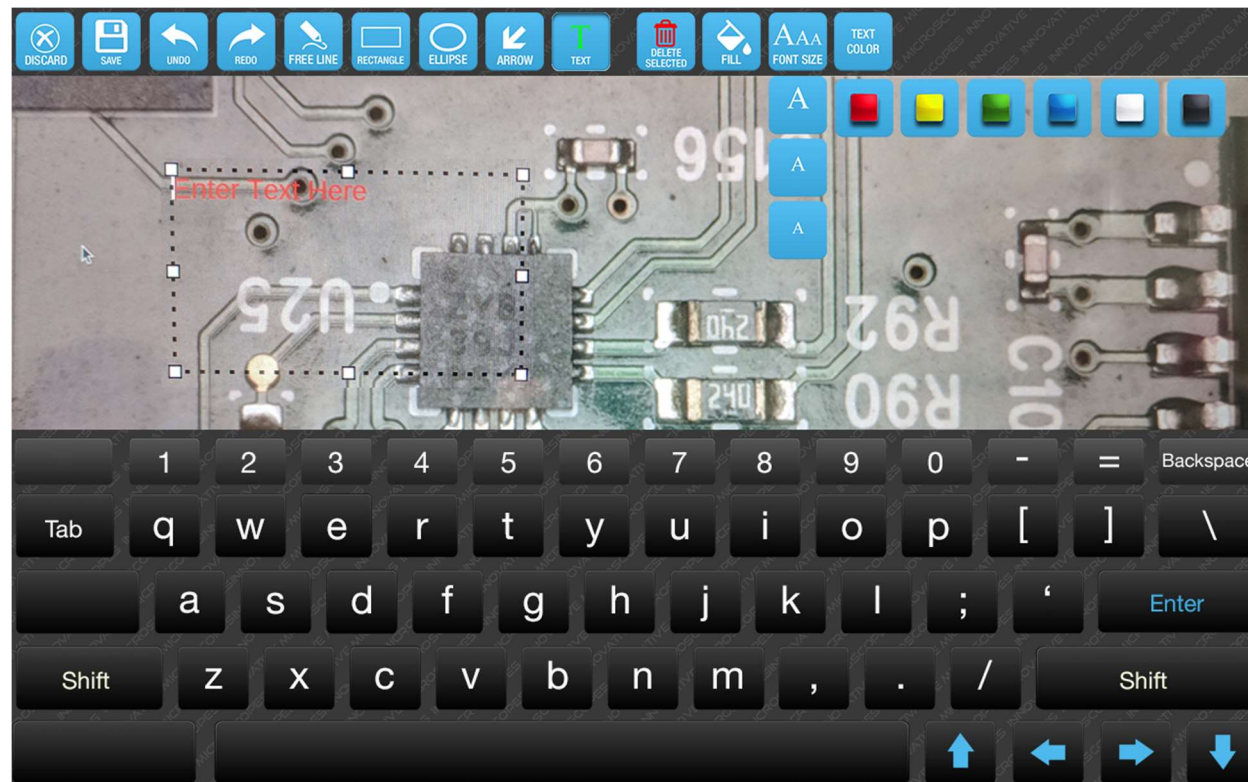 DISCARD
SAVE
UNDO
REDO
FREE LINE
RECTANGLE
ELLIPSE
ARROW
T
TEXT
DELETE
SELECTED
FILL
AAAA
FONT SIZE
TEXT
COLOR
A
A
A
Enter Text Here
U25
240
R92
240
R90
C10
1 2 3 4 5 6 7 8 9 0 - = Backspace
Tab q w e r t y u i o p [ ] \
a s d f g h j k l ; ‘ Enter
Shift z x c v b n m , . / Shift